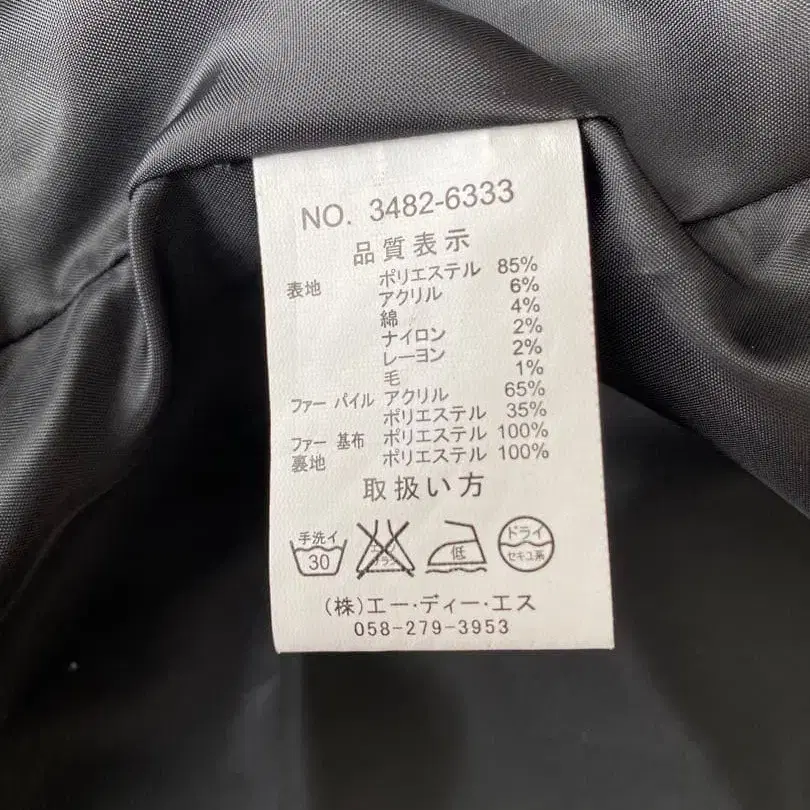 NO. 3482-6333
品質表示
表地 ポリエステル 85%
アクリル 6%
綿 4%
ナイロン 2%
レーヨン 2%
毛 1%
ファー パイル アクリル 65%
ポリエステル 35%
ファー 基布 ポリエステル 100%
裏地 ポリエステル 100%
取扱い方
手洗イ 30 低 ドライ セキユ系
(株)エー・ディー・エス
058-279-3953